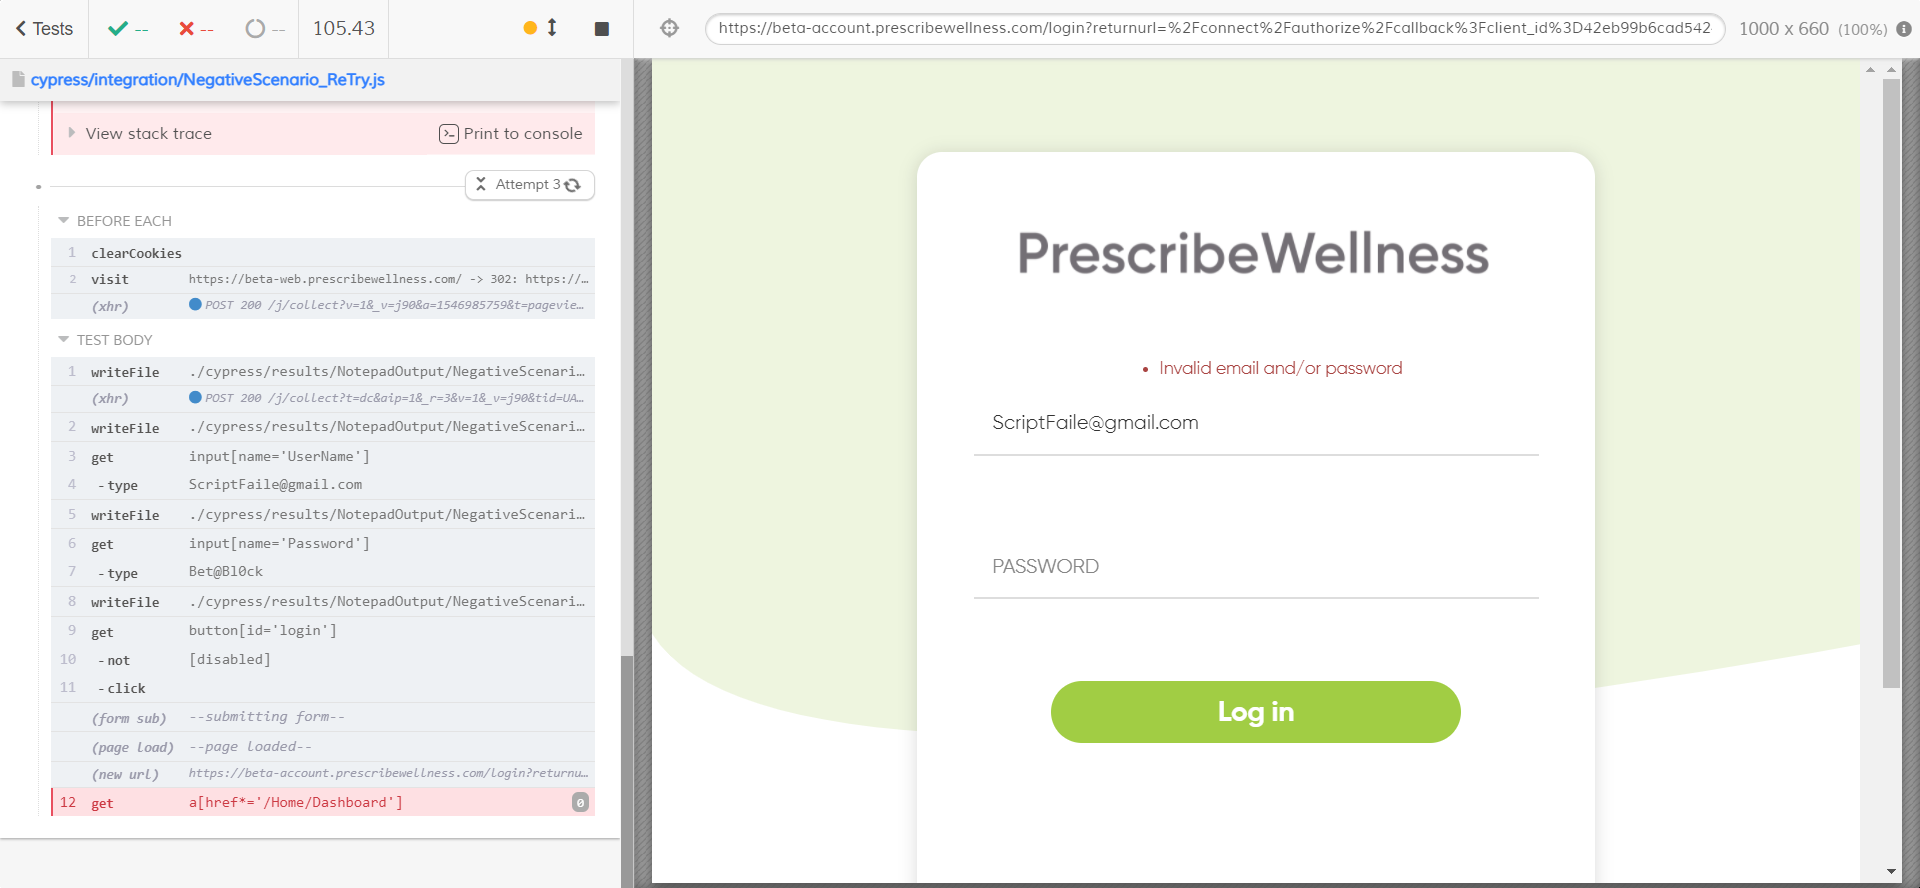 Tests
--
--
--
105.43
https://beta-account.prescribewellness.com/login?returnurl=%2Fconnect%2Fauthorize%2Fcallback%3Fclient_id%3D42eb99b6cad542
1000 x 660 (100%)
cypress/integration/NegativeScenario_ReTry.js
View stack trace
Print to console
Attempt 3
BEFORE EACH
1 clearCookies
2 visit https://beta-web.prescribewellness.com/ -> 302: https://…
(xhr) POST 200 /j/collect?v=1&_v=j90&a=1546985759&t=pagevie…
TEST BODY
1 writeFile ./cypress/results/NotepadOutput/NegativeScenari…
(xhr) POST 200 /j/collect?t=dc&aip=1&_r=3&v=1&_v=j90&tid=UA…
2 writeFile ./cypress/results/NotepadOutput/NegativeScenari…
3 get input[name='UserName']
4 -type ScriptFaile@gmail.com
5 writeFile ./cypress/results/NotepadOutput/NegativeScenari…
6 get input[name='Password']
7 -type Bet@Bl0ck
8 writeFile ./cypress/results/NotepadOutput/NegativeScenari…
9 get button[id='login']
10 -not [disabled]
11 -click
(form sub) --submitting form--
(page load) --page loaded--
(new url) https://beta-account.prescribewellness.com/login?returnu…
12 get a[href*='/Home/Dashboard'] 0
PrescribeWellness
• Invalid email and/or password
ScriptFaile@gmail.com
PASSWORD
Log in